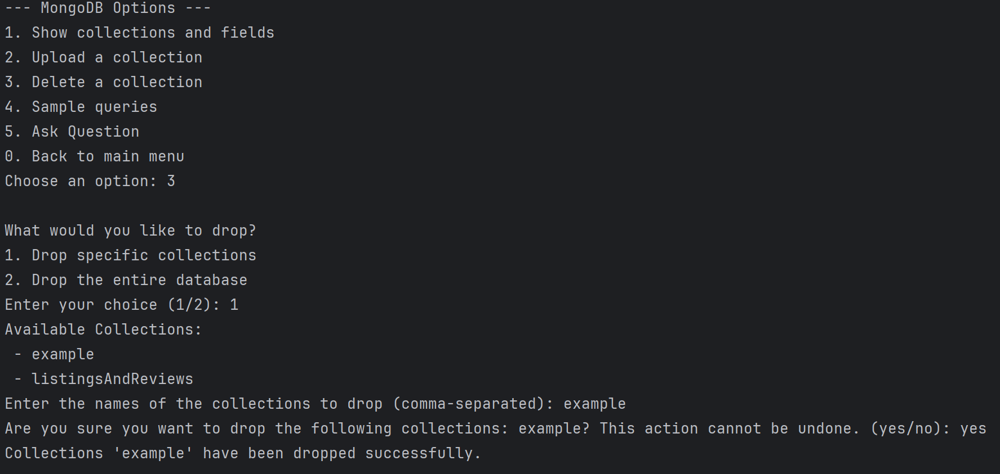 --- MongoDB Options ---
1. Show collections and fields
2. Upload a collection
3. Delete a collection
4. Sample queries
5. Ask Question
0. Back to main menu
Choose an option: 3
What would you like to drop?
1. Drop specific collections
2. Drop the entire database
Enter your choice (1/2): 1
Available Collections:
 - example
 - listingsAndReviews
Enter the names of the collections to drop (comma-separated): example
Are you sure you want to drop the following collections: example? This action cannot be undone. (yes/no): yes
Collections 'example' have been dropped successfully.